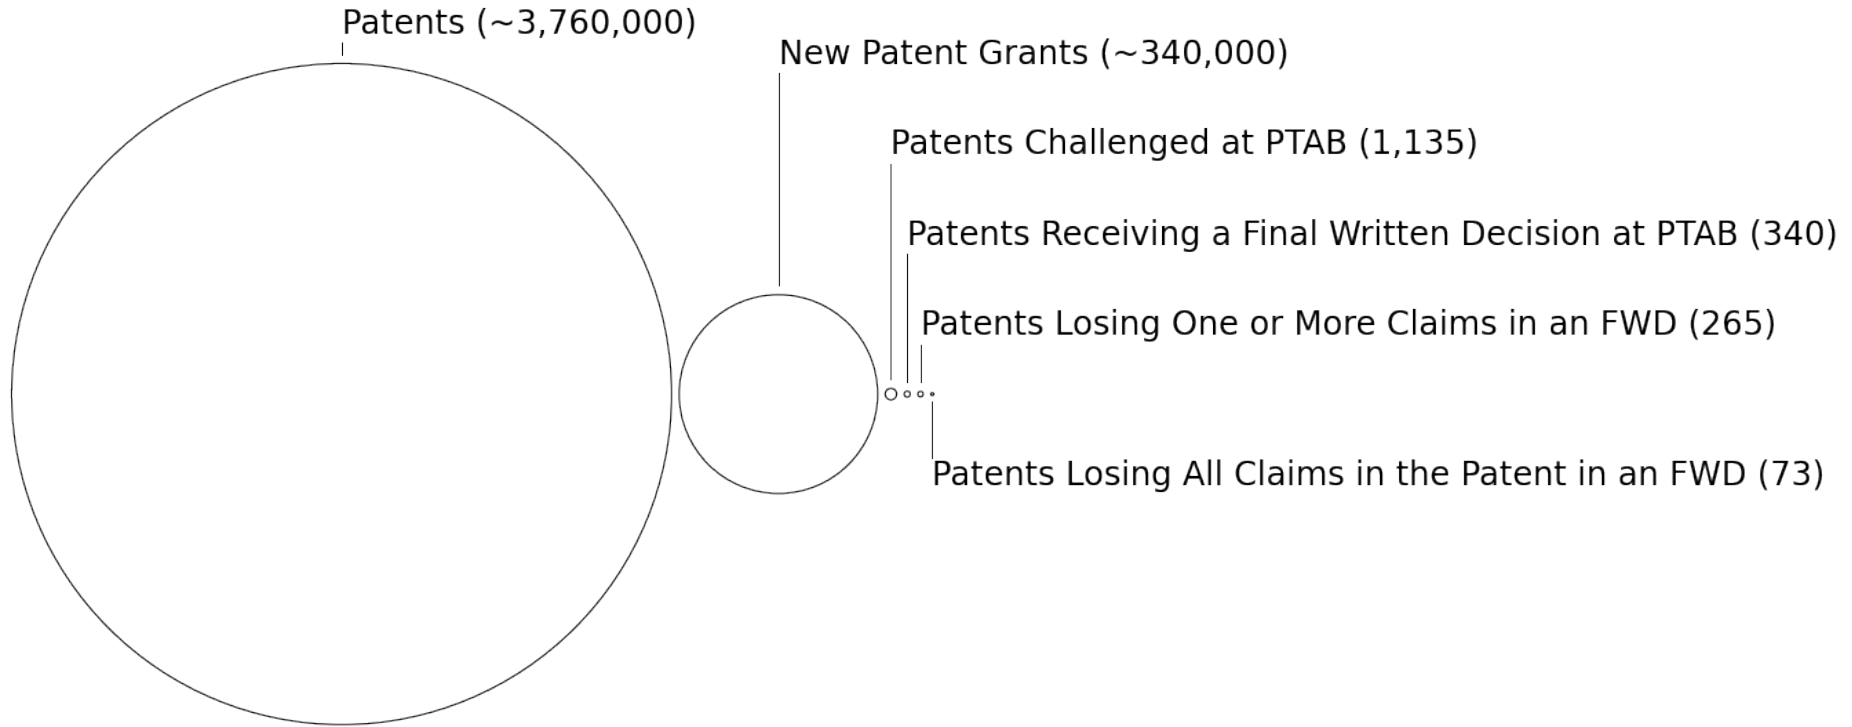 Patents (~3,760,000)
New Patent Grants (~340,000)
Patents Challenged at PTAB (1,135)
Patents Receiving a Final Written Decision at PTAB (340)
Patents Losing One or More Claims in an FWD (265)
Patents Losing All Claims in the Patent in an FWD (73)